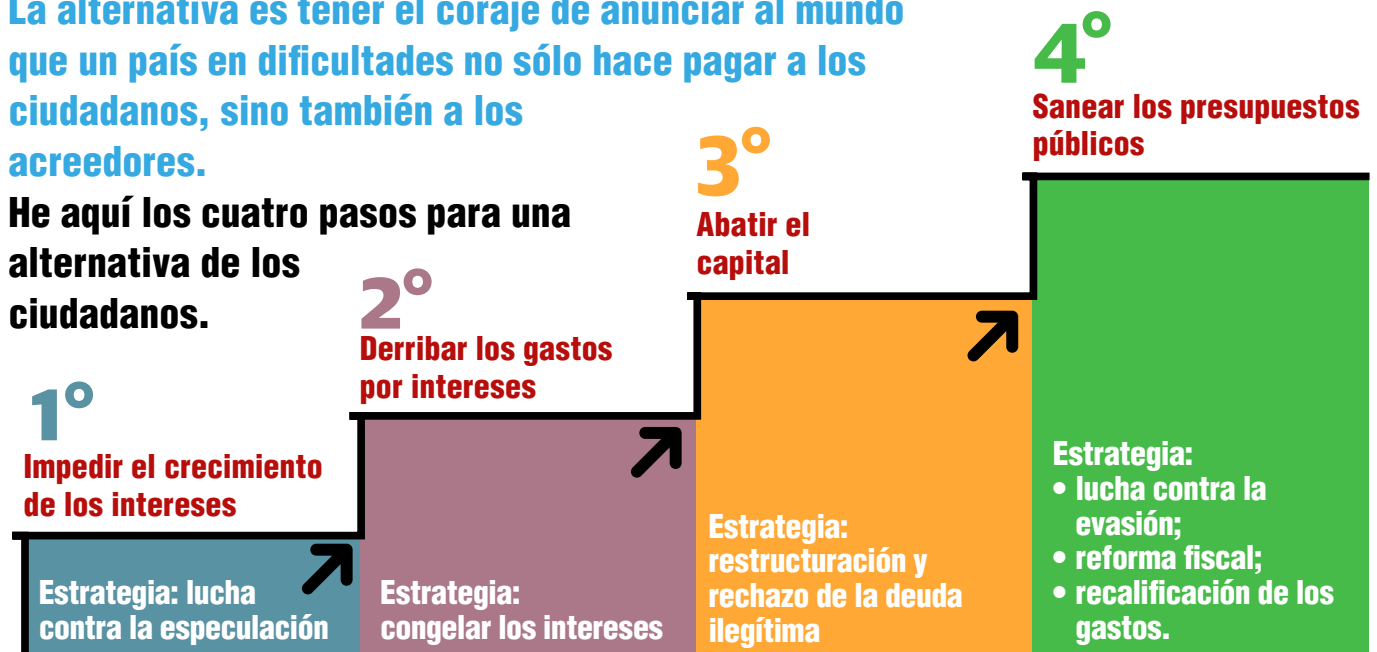 La alternativa es tener el coraje de anunciar al mundo
que un país en dificultades no sólo hace pagar a los
ciudadanos, sino también a los
acreedores.
He aquí los cuatro pasos para una
alternativa de los
ciudadanos.
1º
Impedir el crecimiento
de los intereses
Estrategia: lucha
contra la especulación
2º
Derribar los gastos
por intereses
Estrategia:
congelar los intereses
3º
Abatir el
capital
Estrategia:
restructuración y
rechazo de la deuda
ilegítima
4º
Sanear los presupuestos
públicos
Estrategia:
• lucha contra la
evasión;
• reforma fiscal;
• recalificación de los
gastos.